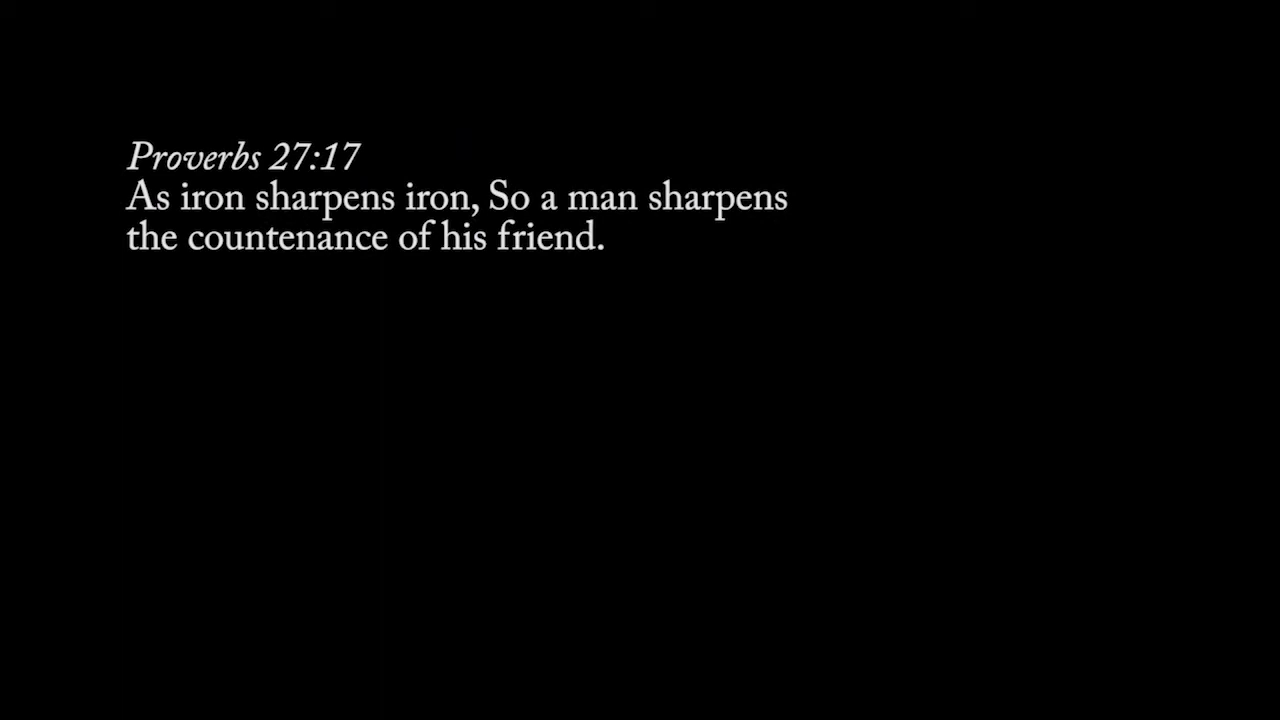 Proverbs 27:17
As iron sharpens iron, So a man sharpens
the countenance of his friend.